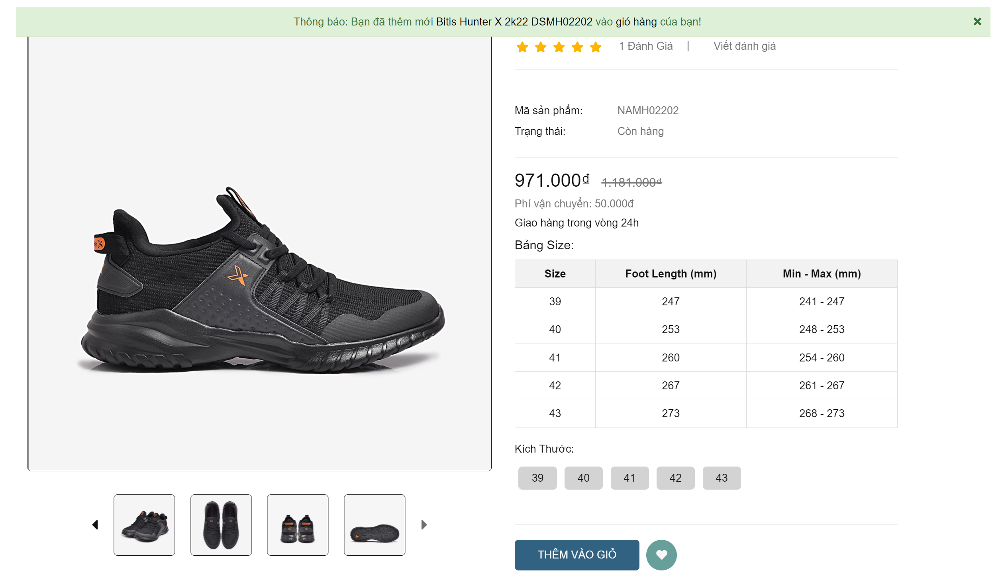 Thông báo: Bạn đã thêm mới Bitis Hunter X 2k22 DSMH02202 vào giỏ hàng của bạn!
1 Đánh Giá | Viết đánh giá
Mã sản phẩm: NAMH02202
Trạng thái: Còn hàng
971.000₫ 1.181.000₫
Phí vận chuyển: 50.000đ
Giao hàng trong vòng 24h
Bảng Size:
Size Foot Length (mm) Min - Max (mm)
39 247 241 - 247
40 253 248 - 253
41 260 254 - 260
42 267 261 - 267
43 273 268 - 273
Kích Thước:
39 40 41 42 43
THÊM VÀO GIỎ